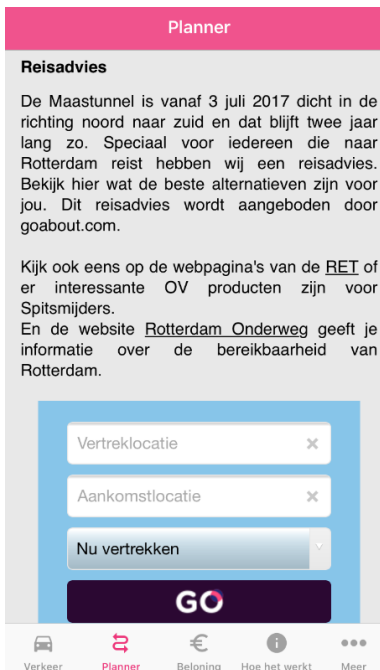 Planner
Reisadvies
De Maastunnel is vanaf 3 juli 2017 dicht in de
richting noord naar zuid en dat blijft twee jaar
lang zo. Speciaal voor iedereen die naar
Rotterdam reist hebben wij een reisadvies.
Bekijk hier wat de beste alternatieven zijn voor
jou. Dit reisadvies wordt aangeboden door
goabout.com.
Kijk ook eens op de webpagina's van de RET of
er interessante OV producten zijn voor
Spitsmijders.
En de website Rotterdam Onderweg geeft je
informatie over de bereikbaarheid van
Rotterdam.
Vertreklocatie
Aankomstlocatie
Nu vertrekken
GO
Verkeer Planner Beloning Hoe het werkt Meer